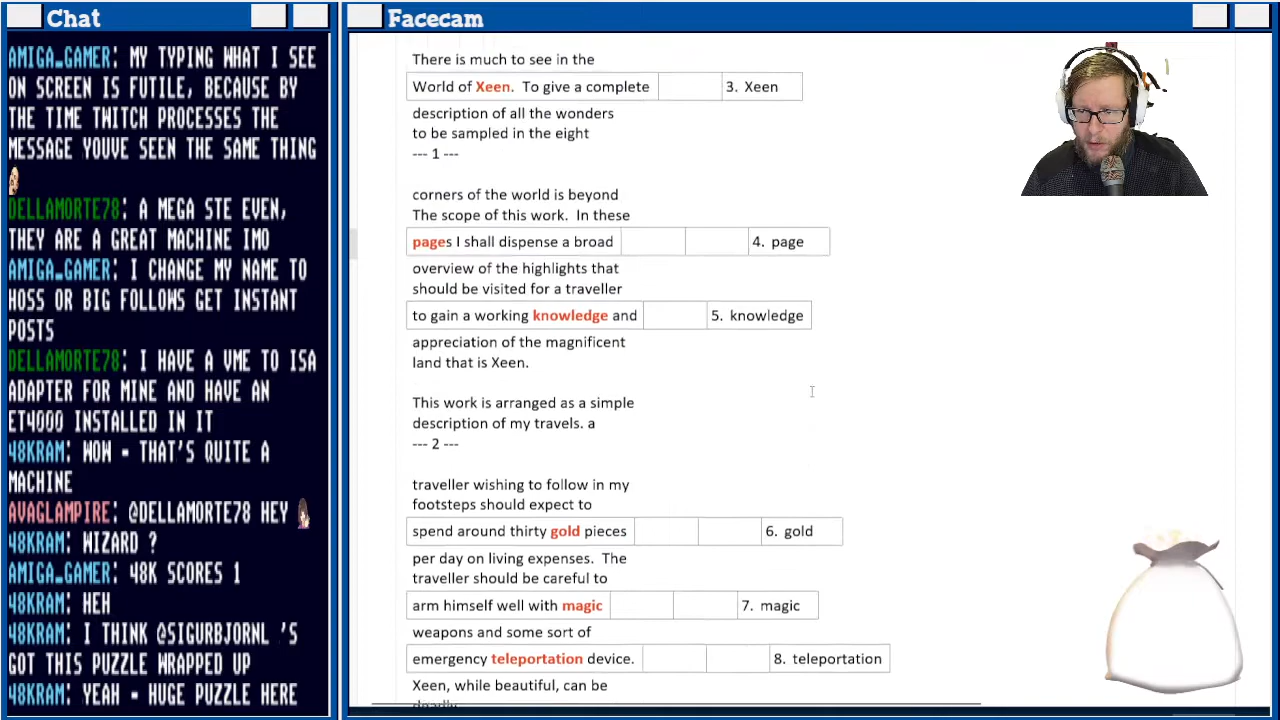 Chat
AMIGA_GAMER: MY TYPING WHAT I SEE
ON SCREEN IS FUTILE, BECAUSE BY
THE TIME TWITCH PROCESSES THE
MESSAGE YOUVE SEEN THE SAME THING
DELLAMORTE78: A MEGA STE EVEN,
THEY ARE A GREAT MACHINE IMO
AMIGA_GAMER: I CHANGE MY NAME TO
HOSS OR BIG FOLLOWS GET INSTANT
POSTS
DELLAMORTE78: I HAVE A VME TO ISA
ADAPTER FOR MINE AND HAVE AN
ET4000 INSTALLED IN IT
48KRAM: WOW - THAT'S QUITE A
MACHINE
AVAGLAMPIRE: @DELLAMORTE78 HEY
48KRAM: WIZARD ?
AMIGA_GAMER: 48K SCORES 1
48KRAM: HEH
48KRAM: I THINK @SIGURBJORNL 'S
GOT THIS PUZZLE WRAPPED UP
48KRAM: YEAH - HUGE PUZZLE HERE
Facecam
There is much to see in the
World of Xeen. To give a complete 3. Xeen
description of all the wonders
to be sampled in the eight
--- 1 ---
corners of the world is beyond
The scope of this work. In these
pages I shall dispense a broad 4. page
overview of the highlights that
should be visited for a traveller
to gain a working knowledge and 5. knowledge
appreciation of the magnificent
land that is Xeen.
This work is arranged as a simple
description of my travels. a
--- 2 ---
traveller wishing to follow in my
footsteps should expect to
spend around thirty gold pieces 6. gold
per day on living expenses. The
traveller should be careful to
arm himself well with magic 7. magic
weapons and some sort of
emergency teleportation device. 8. teleportation
Xeen, while beautiful, can be